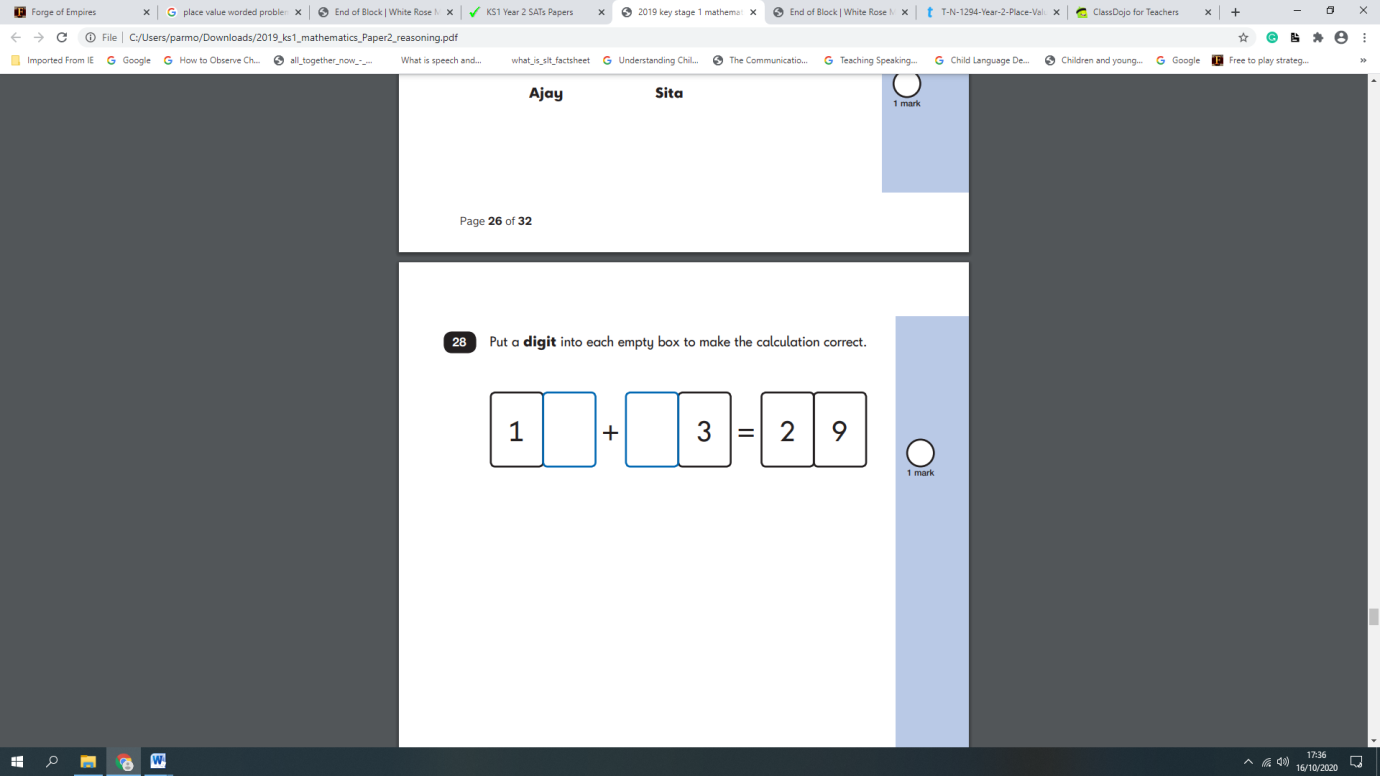 Forge of Empires
place value worded problen
End of Block | White Rose M
KS1 Year 2 SATs Papers
2019 key stage 1 mathemat
End of Block | White Rose M
T-N-1294-Year-2-Place-Valu
ClassDojo for Teachers
File | C:/Users/parmo/Downloads/2019_ks1_mathematics_Paper2_reasoning.pdf
Imported From IE
Google
How to Observe Ch...
all_together_now_-_...
What is speech and...
what_is_slt_factsheet
Understanding Chil...
The Communicatio...
Teaching Speaking...
Child Language De...
Children and young...
Google
Free to play strateg...
Ajay Sita
1 mark
Page 26 of 32
28 Put a digit into each empty box to make the calculation correct.
1 + 3 = 2 9
1 mark
17:36
16/10/2020